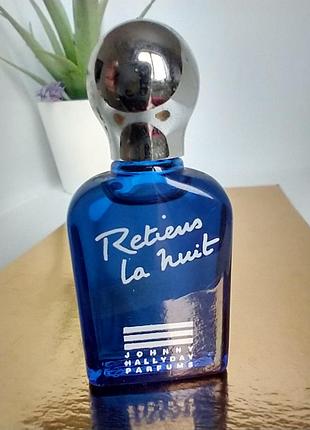 Retiens
la nuit
JOHNNY
HALLYDAY
PARFUMS